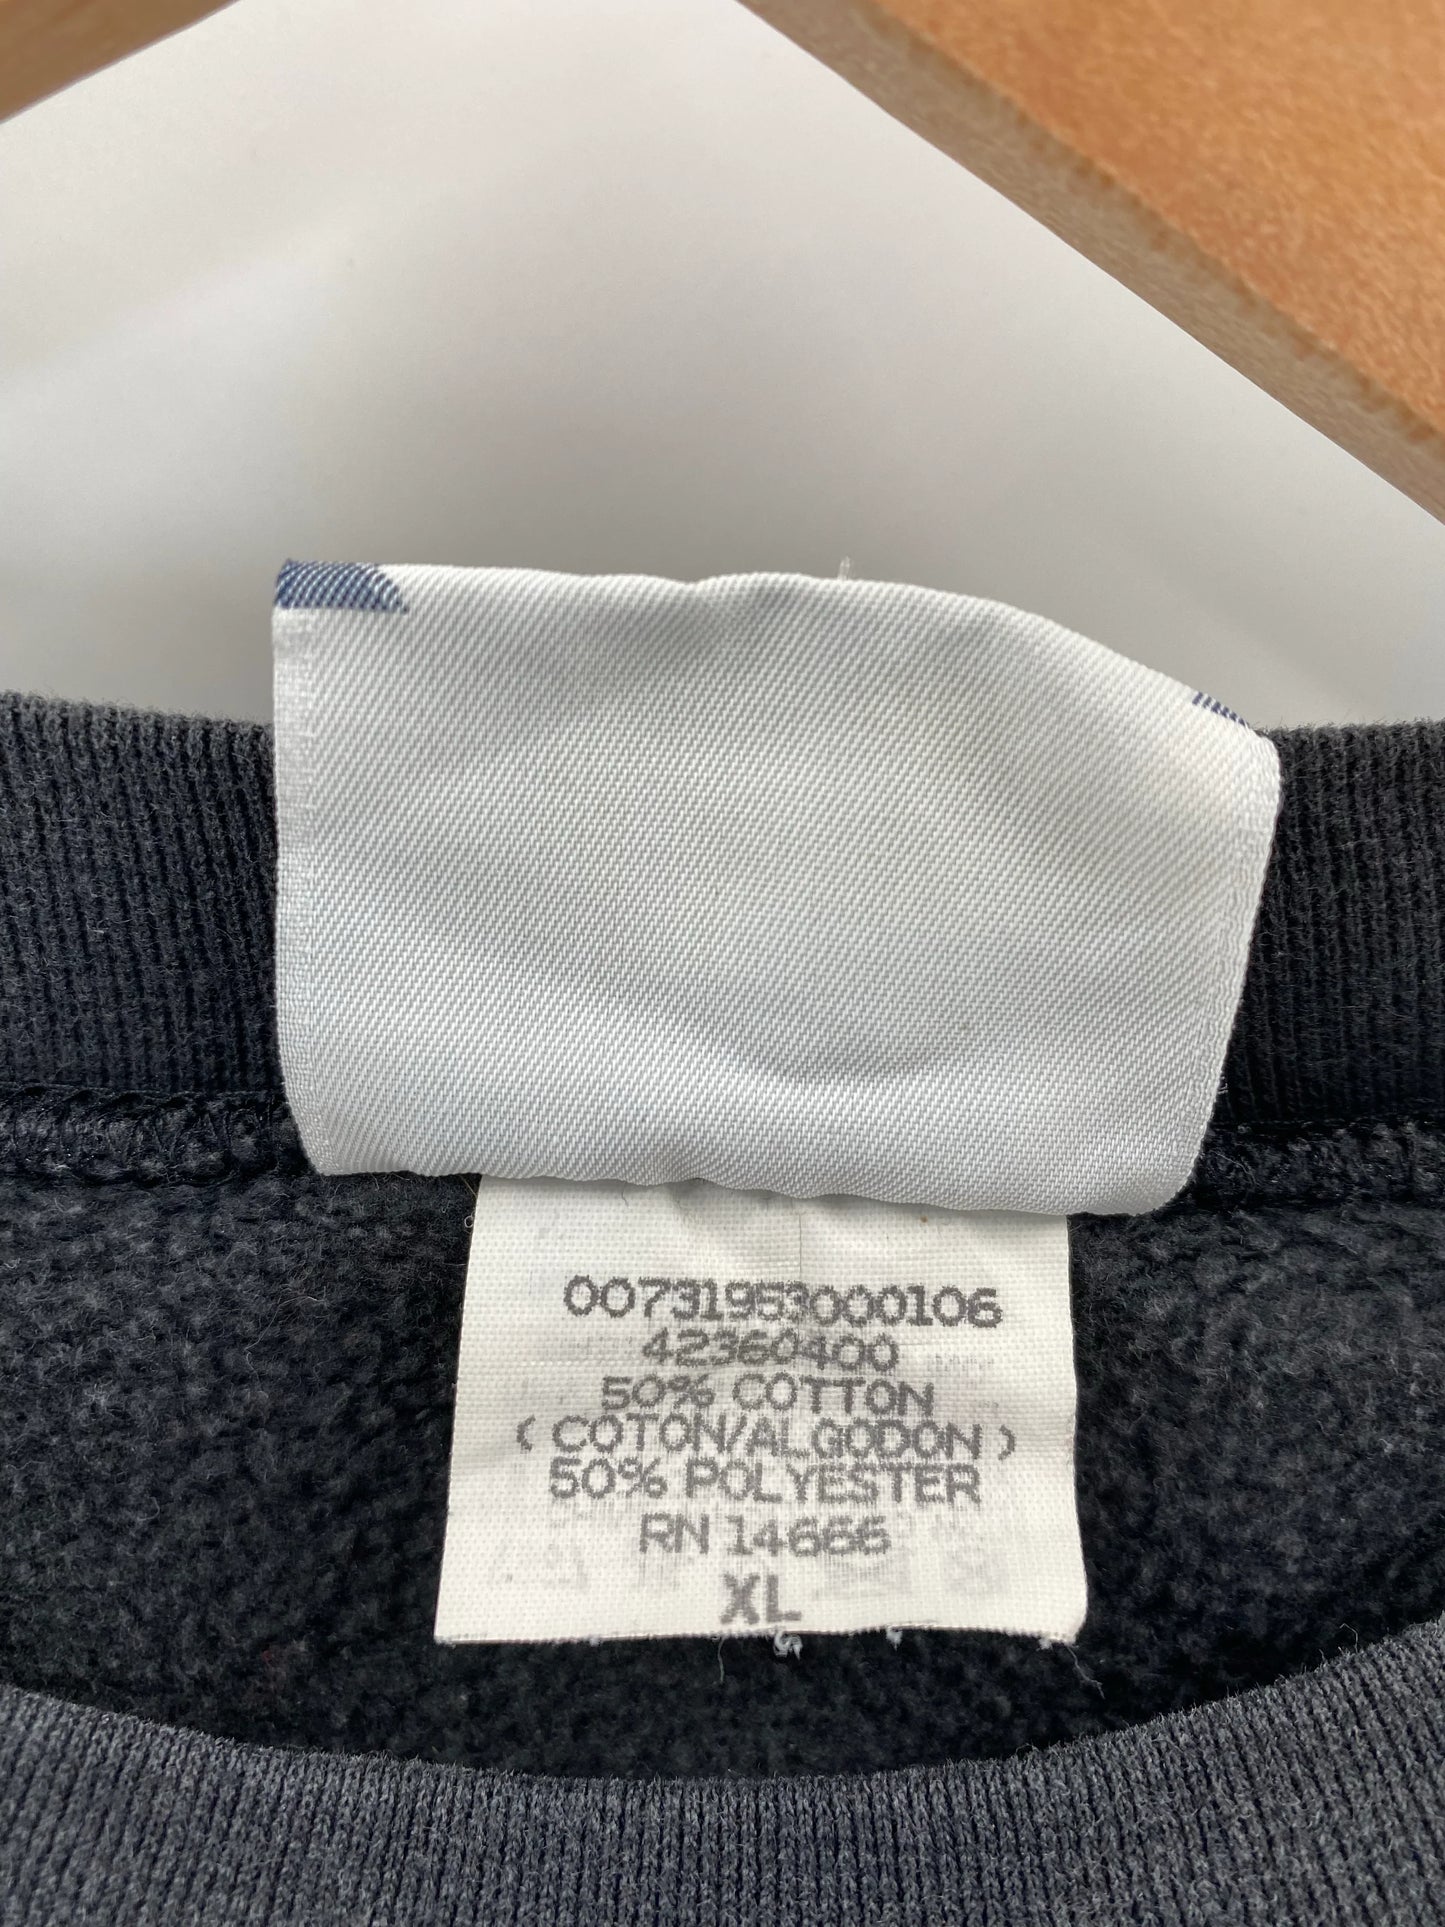 00731953000106
42360400
50% COTTON
( COTON/ALGODON )
50% POLYESTER
RN 14666
XL